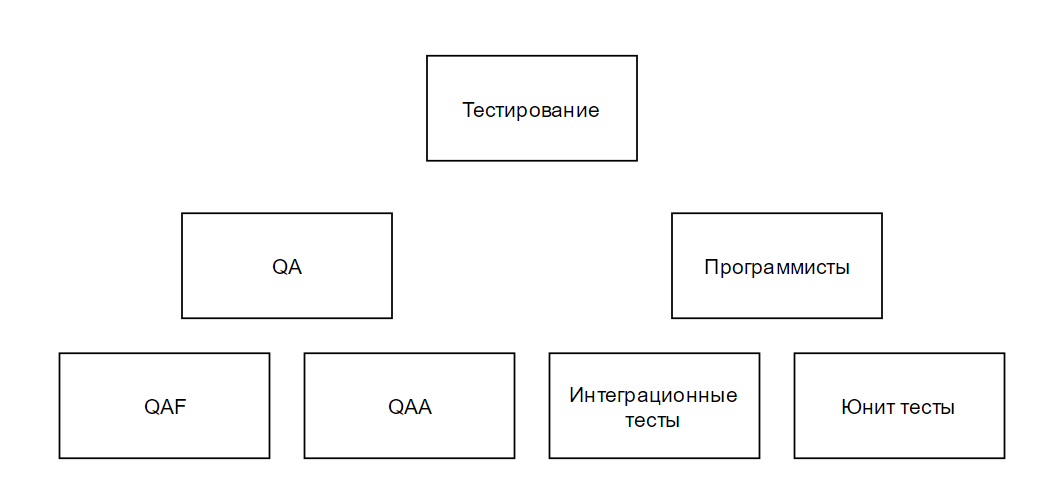 Тестирование
QA
Программисты
QAF
QAA
Интеграционные
тесты
Юнит тесты